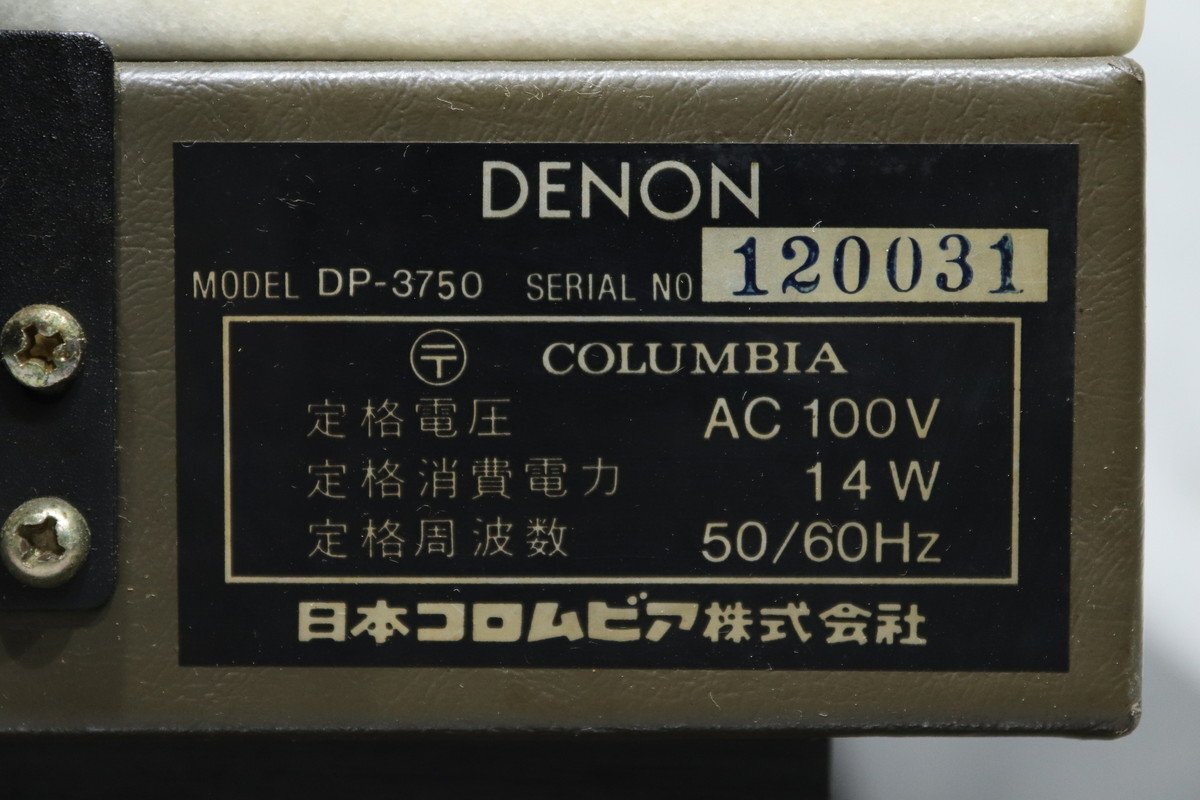 DENON
MODEL DP-3750 SERIAL NO 120031
〒 COLUMBIA
定格電圧 AC 100V
定格消費電力 14W
定格周波数 50/60Hz
日本コロムビア株式会社